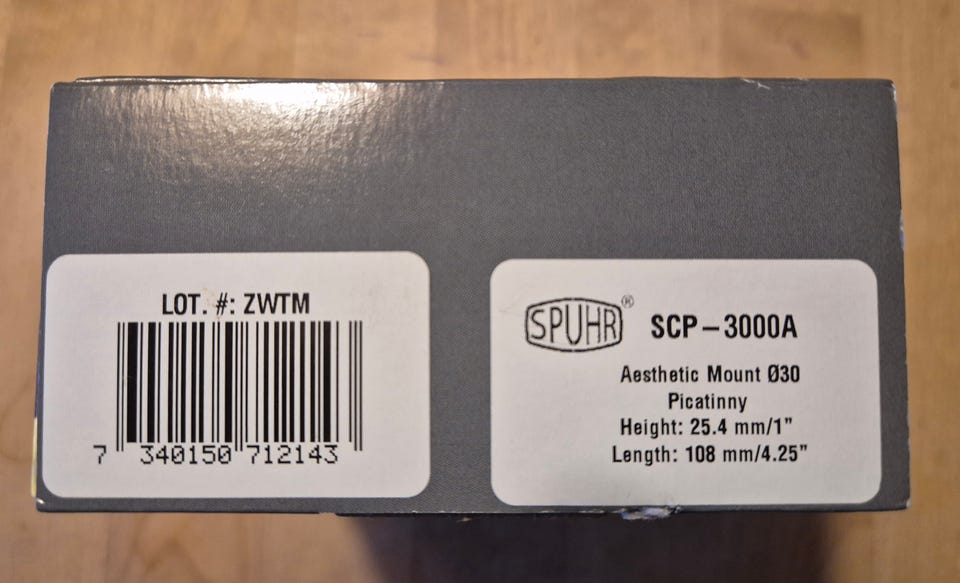 LOT. #: ZWTM
7 340150 712143
SPUHR® SCP-3000A
Aesthetic Mount Ø30
Picatinny
Height: 25.4 mm/1”
Length: 108 mm/4.25”